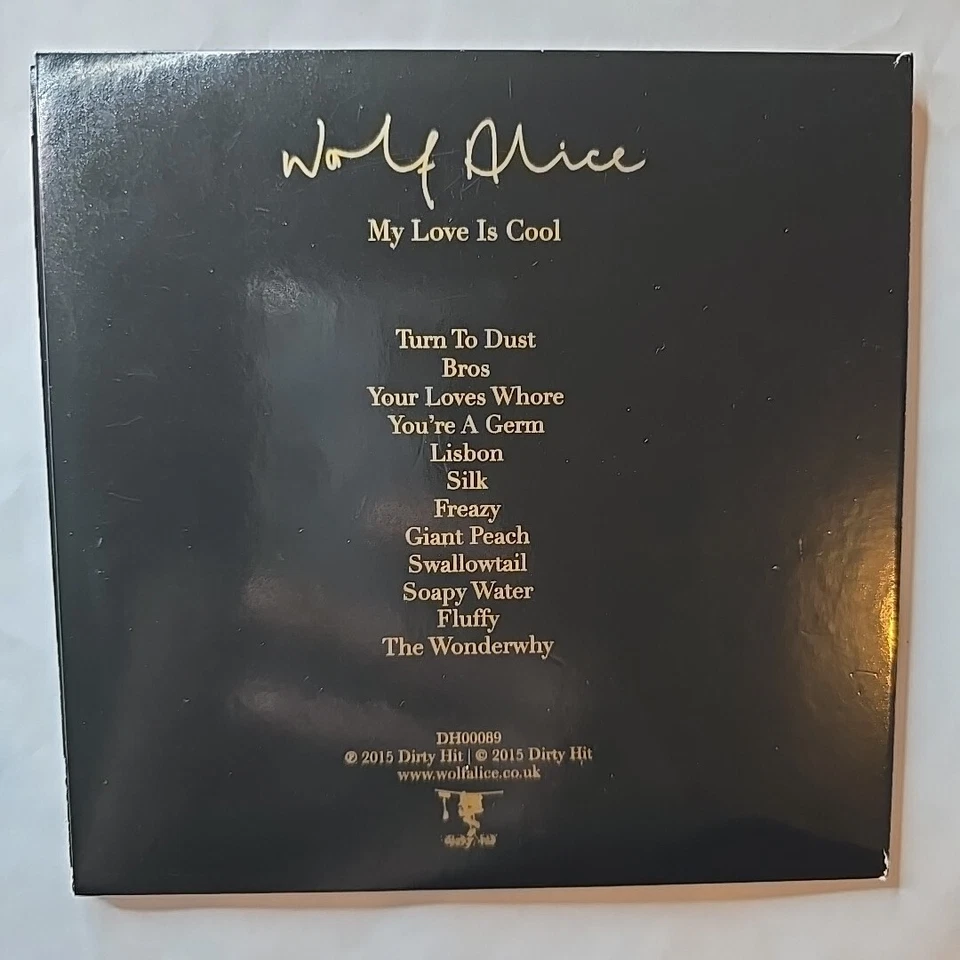 Wolf Alice
My Love Is Cool
Turn To Dust
Bros
Your Loves Whore
You're A Germ
Lisbon
Silk
Freazy
Giant Peach
Swallowtail
Soapy Water
Fluffy
The Wonderwhy
DH00089
℗ 2015 Dirty Hit | © 2015 Dirty Hit
www.wolfalice.co.uk
dirty hit